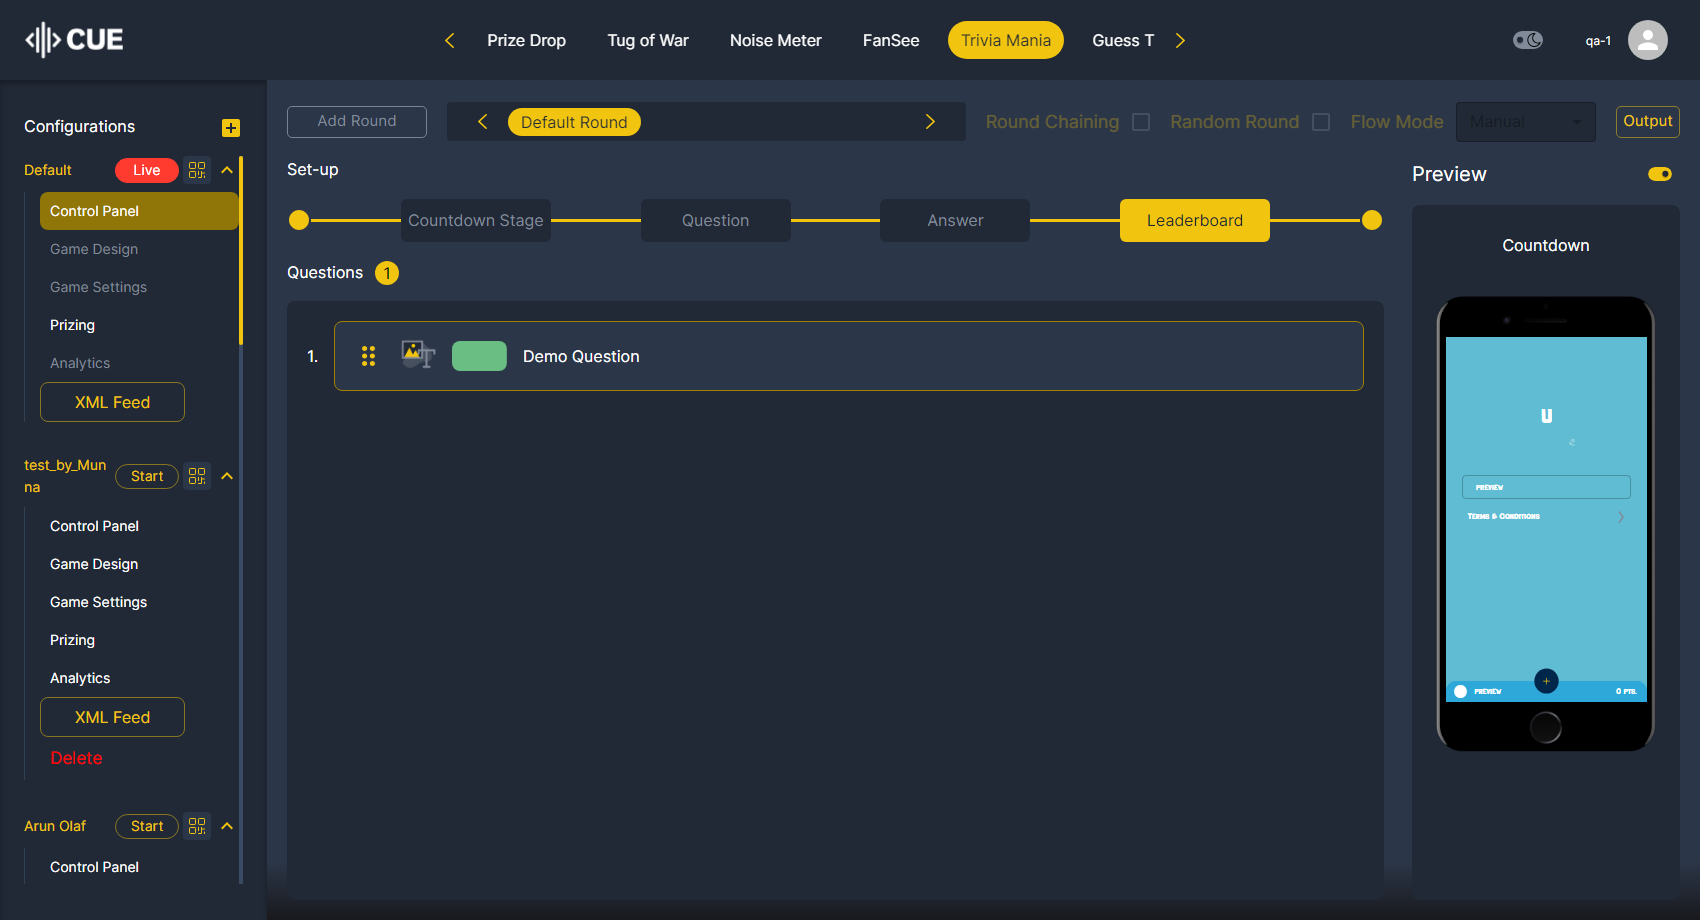 CUE
Prize Drop
Tug of War
Noise Meter
FanSee
Trivia Mania
Guess T
qa-1
Configurations
Default
Live
Control Panel
Game Design
Game Settings
Prizing
Analytics
XML Feed
test_by_Mun
na
Start
Control Panel
Game Design
Game Settings
Prizing
Analytics
XML Feed
Delete
Arun Olaf
Start
Control Panel
Add Round
Default Round
Round Chaining
Random Round
Flow Mode
Manual
Output
Set-up
Countdown Stage
Question
Answer
Leaderboard
Questions 1
1. Demo Question
Preview
Countdown
U
PREVIEW
Terms & Conditions
PREVIEW
0 PTS.